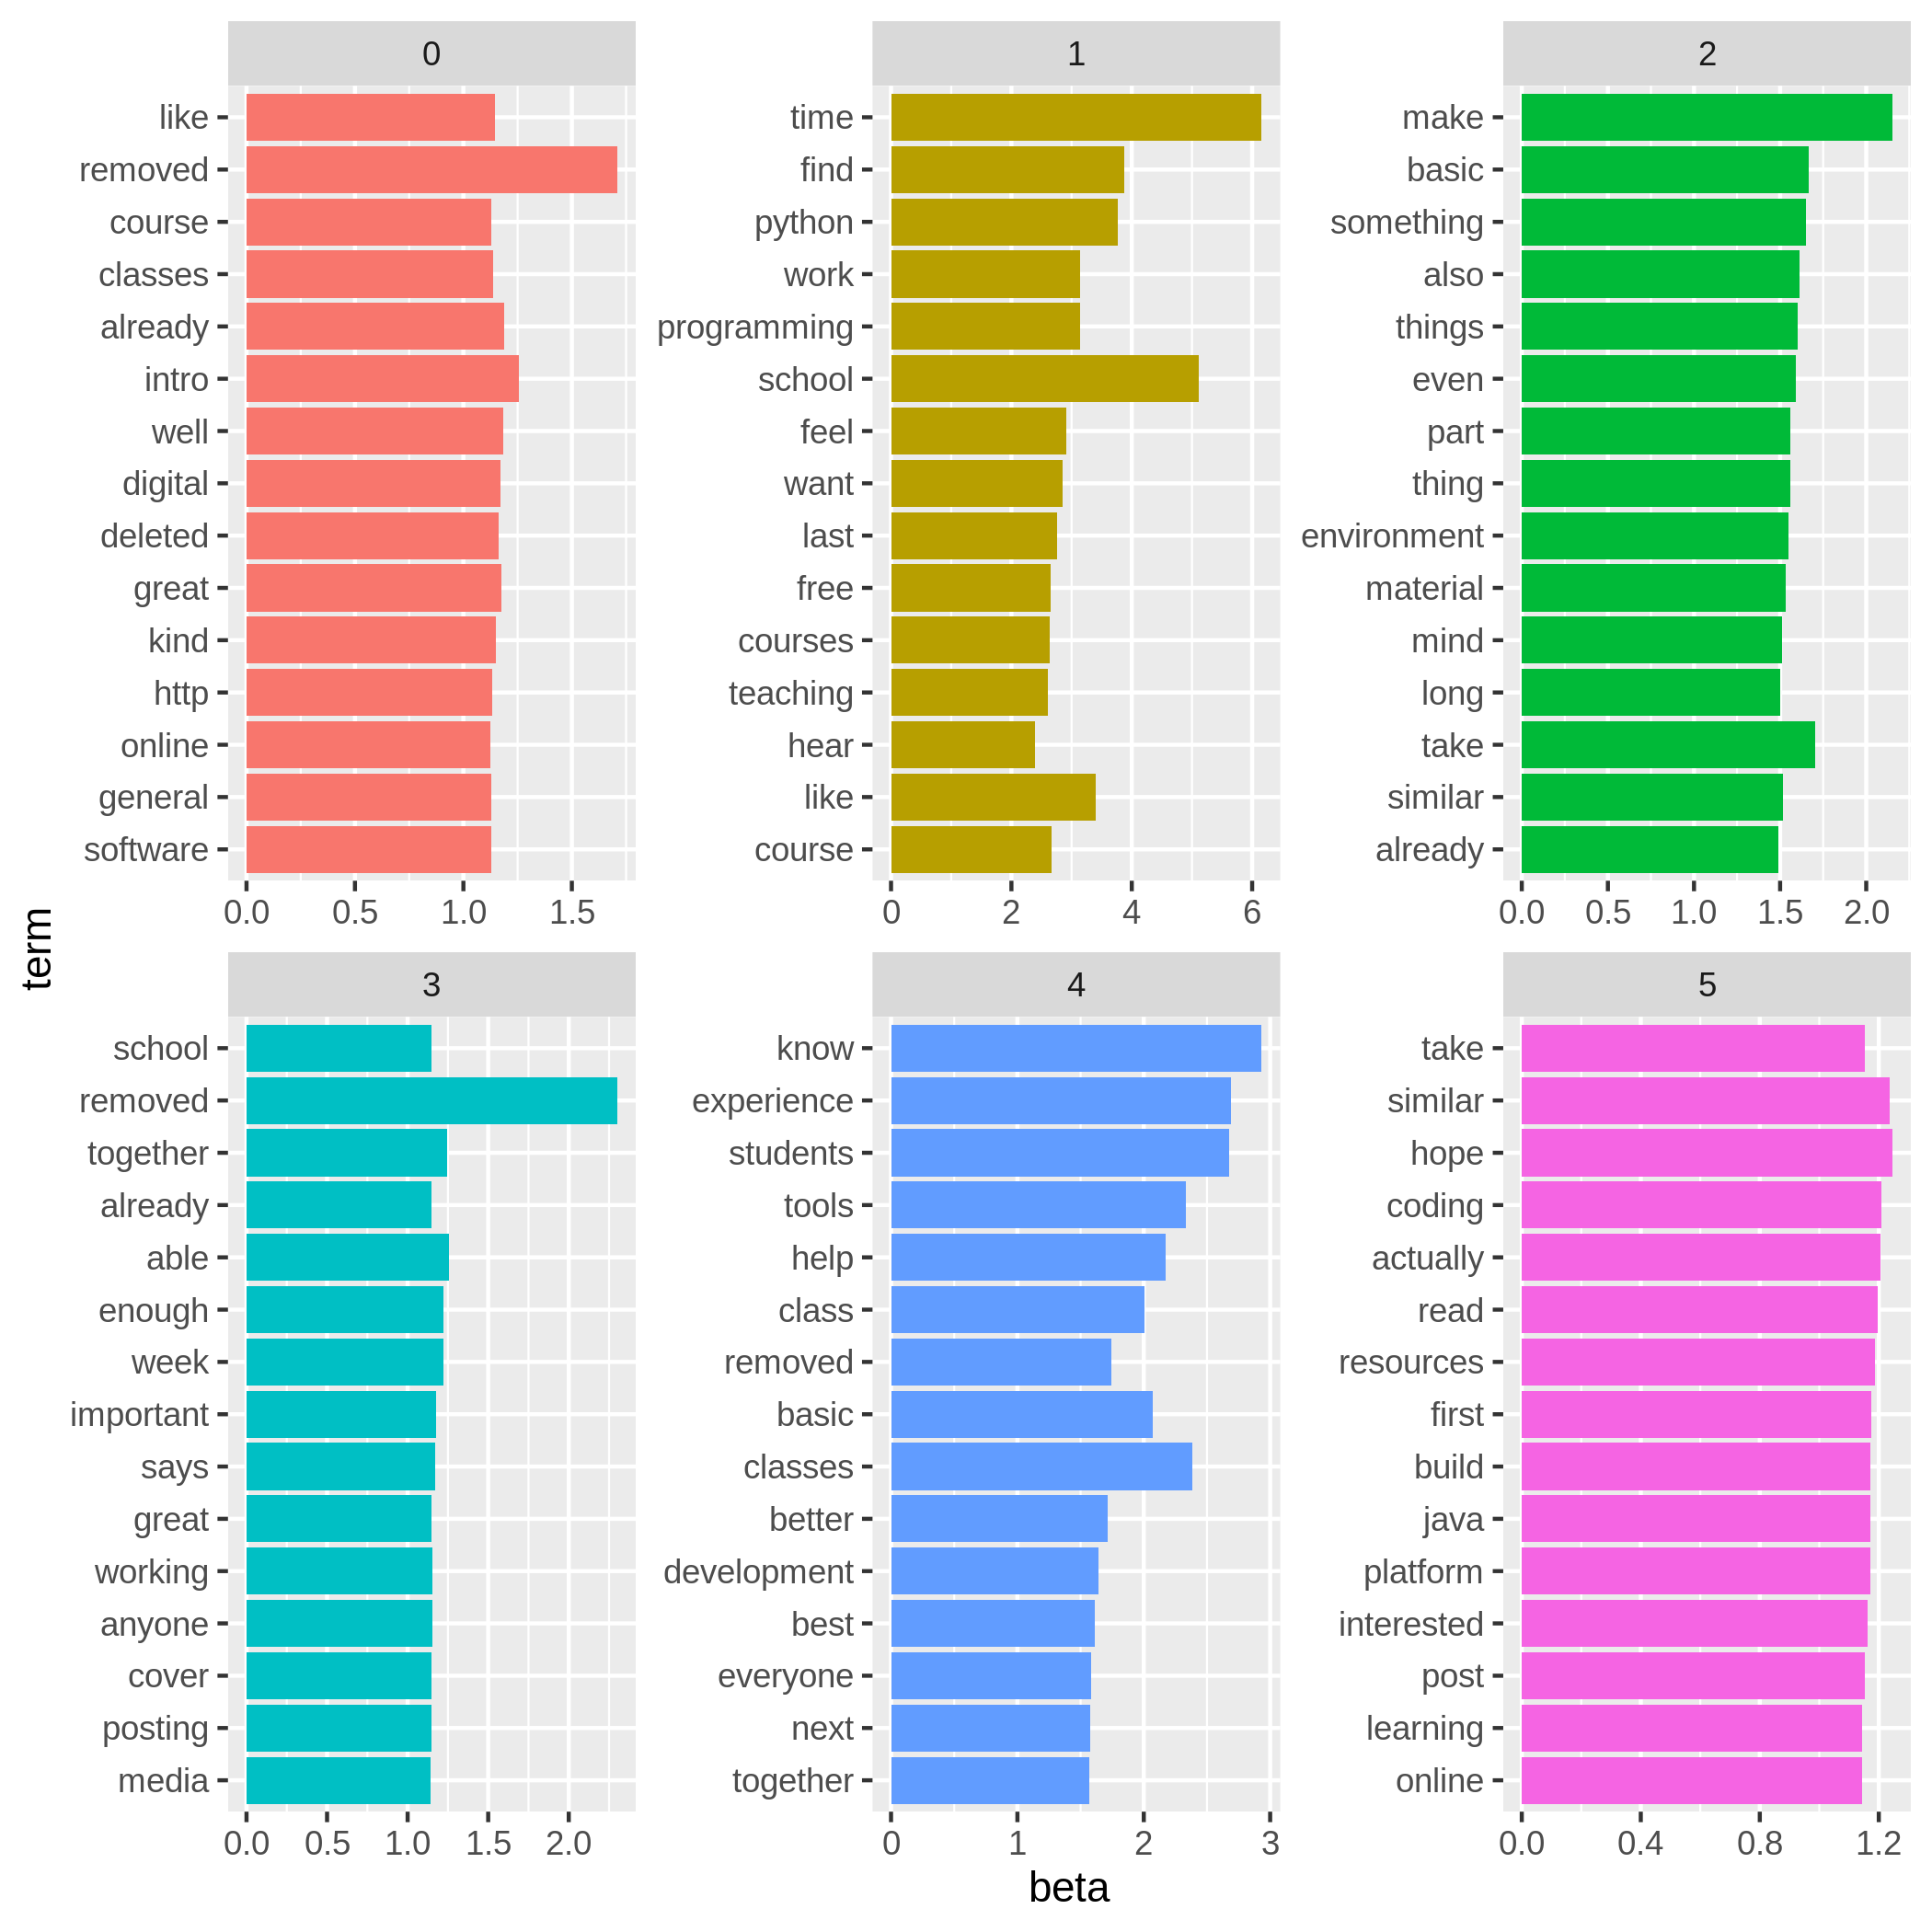 0
like
removed
course
classes
already
intro
well
digital
deleted
great
kind
http
online
general
software
0.0 0.5 1.0 1.5
1
time
find
python
work
programming
school
feel
want
last
free
courses
teaching
hear
like
course
0 2 4 6
2
make
basic
something
also
things
even
part
thing
environment
material
mind
long
take
similar
already
0.0 0.5 1.0 1.5 2.0
term
3
school
removed
together
already
able
enough
week
important
says
great
working
anyone
cover
posting
media
0.0 0.5 1.0 1.5 2.0
4
know
experience
students
tools
help
class
removed
basic
classes
better
development
best
everyone
next
together
0 1 2 3
5
take
similar
hope
coding
actually
read
resources
first
build
java
platform
interested
post
learning
online
0.0 0.4 0.8 1.2
beta